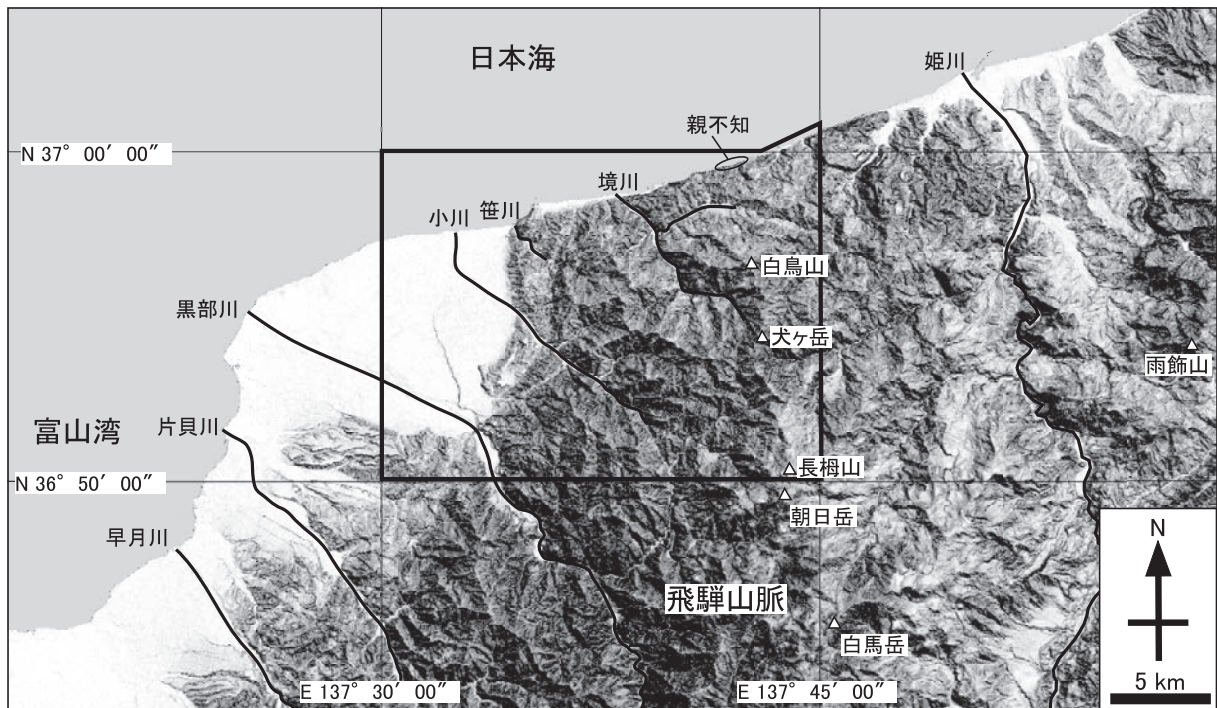 日本海
姫川
親不知
N 37° 00′ 00″
境川
笹川
小川
白鳥山
黒部川
犬ヶ岳
雨飾山
富山湾
片貝川
長栂山
N 36° 50′ 00″
朝日岳
早月川
N
飛騨山脈
白馬岳
E 137° 30′ 00″
E 137° 45′ 00″
5 km